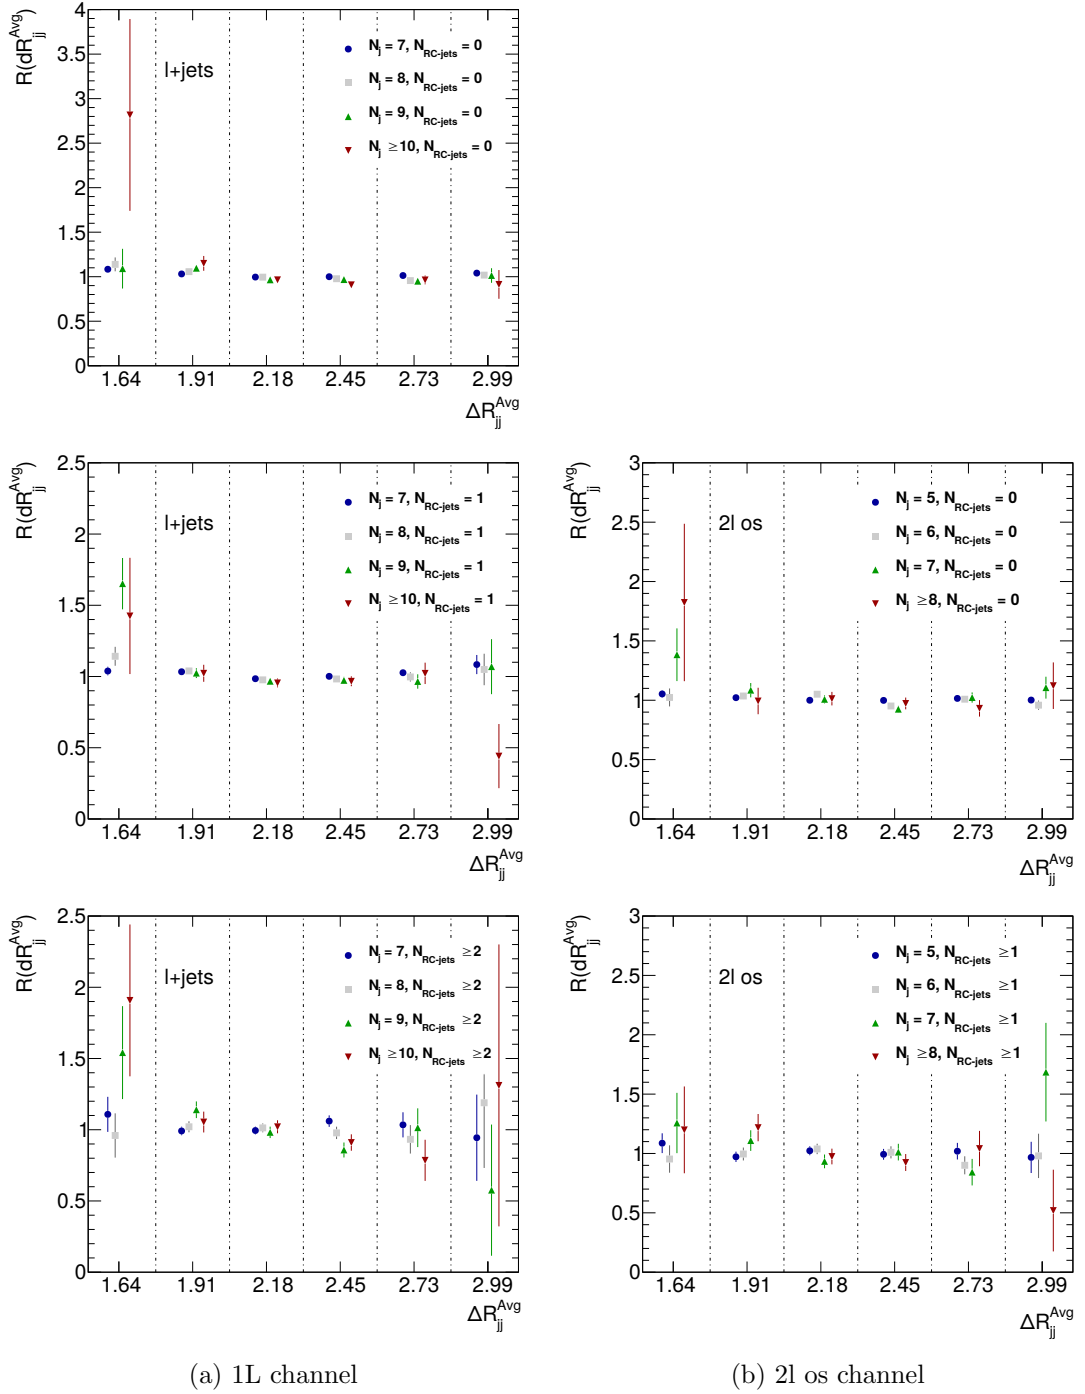 R(dR_jj^Avg)
4
3.5
3
2.5
2
1.5
1
0.5
0
l+jets
N_j = 7, N_RC-jets = 0
N_j = 8, N_RC-jets = 0
N_j = 9, N_RC-jets = 0
N_j ≥10, N_RC-jets = 0
1.64 1.91 2.18 2.45 2.73 2.99
ΔR_jj^Avg
R(dR_jj^Avg)
2.5
2
1.5
1
0.5
0
l+jets
N_j = 7, N_RC-jets = 1
N_j = 8, N_RC-jets = 1
N_j = 9, N_RC-jets = 1
N_j ≥10, N_RC-jets = 1
1.64 1.91 2.18 2.45 2.73 2.99
ΔR_jj^Avg
R(dR_jj^Avg)
3
2.5
2
1.5
1
0.5
0
2l os
N_j = 5, N_RC-jets = 0
N_j = 6, N_RC-jets = 0
N_j = 7, N_RC-jets = 0
N_j ≥8, N_RC-jets = 0
1.64 1.91 2.18 2.45 2.73 2.99
ΔR_jj^Avg
R(dR_jj^Avg)
2.5
2
1.5
1
0.5
0
l+jets
N_j = 7, N_RC-jets ≥2
N_j = 8, N_RC-jets ≥2
N_j = 9, N_RC-jets ≥2
N_j ≥10, N_RC-jets ≥2
1.64 1.91 2.18 2.45 2.73 2.99
ΔR_jj^Avg
R(dR_jj^Avg)
3
2.5
2
1.5
1
0.5
0
2l os
N_j = 5, N_RC-jets ≥1
N_j = 6, N_RC-jets ≥1
N_j = 7, N_RC-jets ≥1
N_j ≥8, N_RC-jets ≥1
1.64 1.91 2.18 2.45 2.73 2.99
ΔR_jj^Avg
(a) 1L channel
(b) 2l os channel